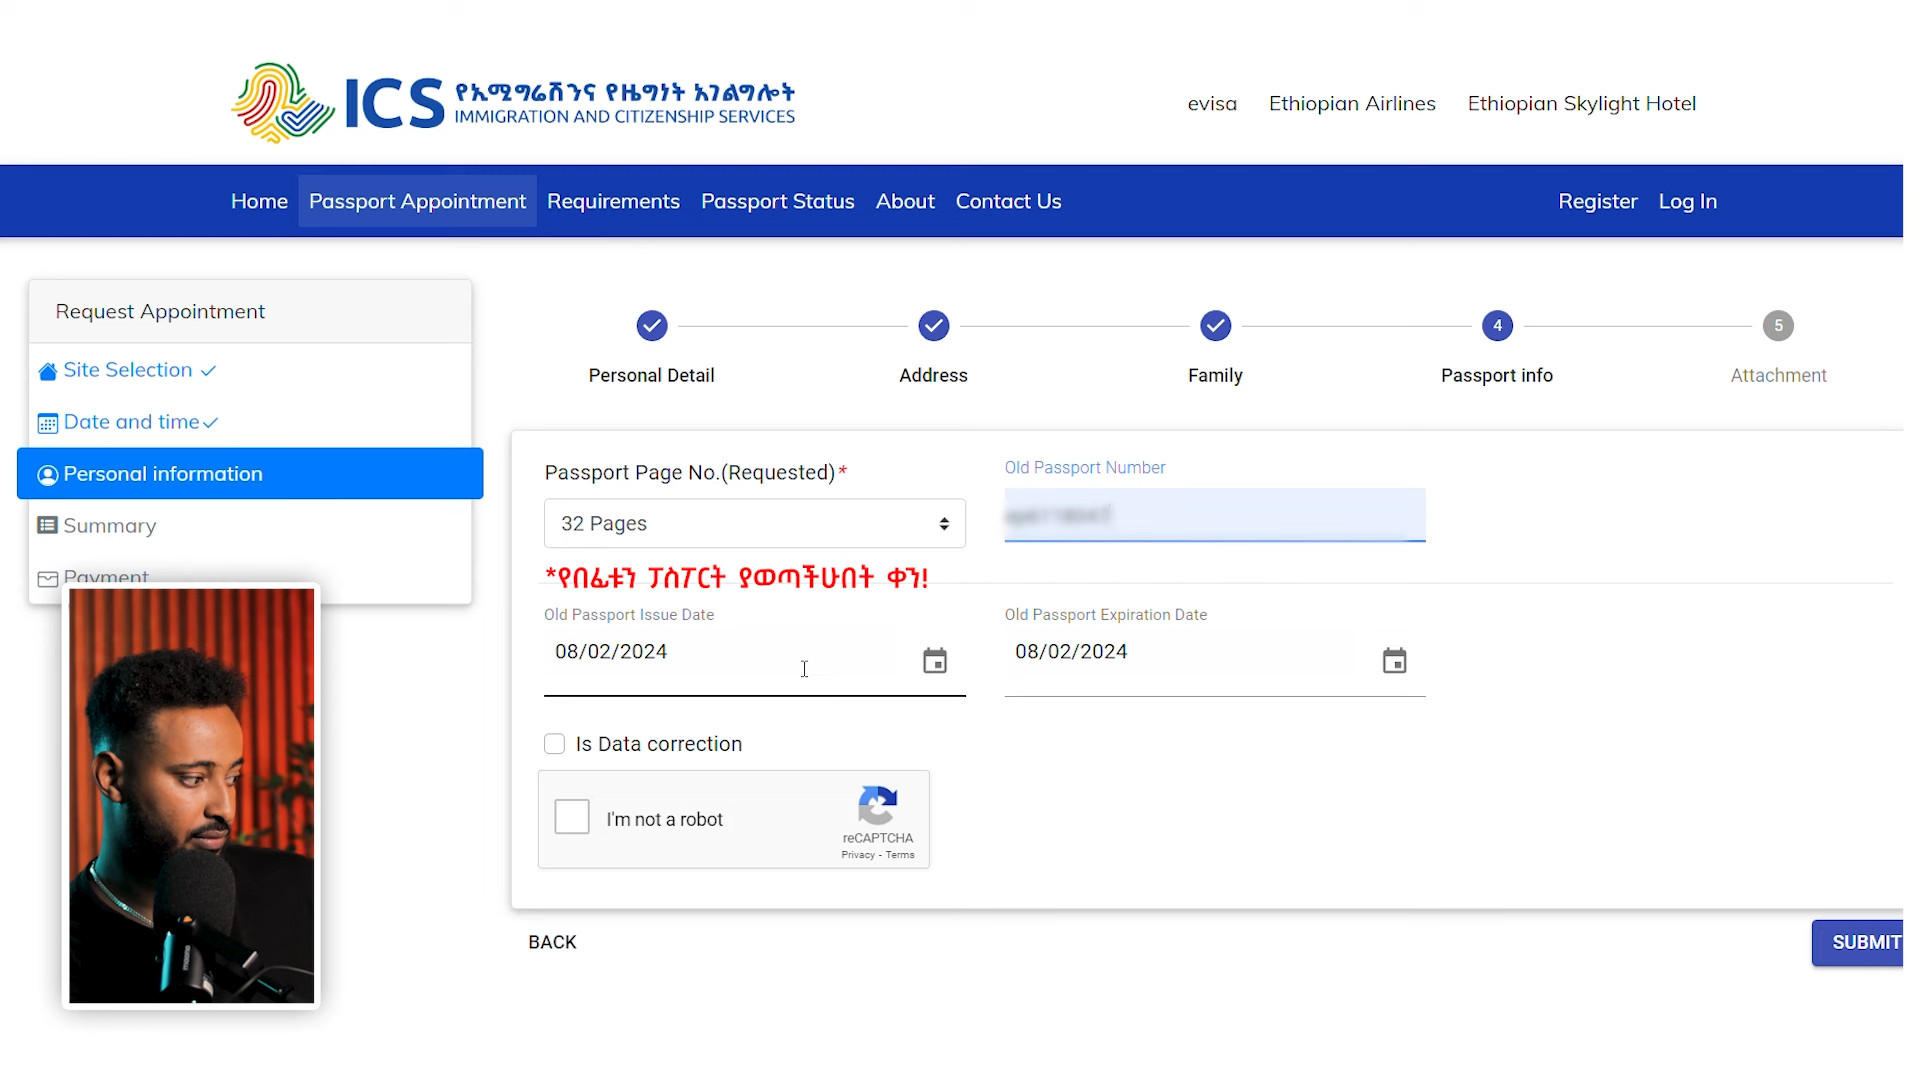 ICS የኢሚግሬሽንና የዜግነት አገልግሎት
IMMIGRATION AND CITIZENSHIP SERVICES
evisa Ethiopian Airlines Ethiopian Skylight Hotel
Home Passport Appointment Requirements Passport Status About Contact Us Register Log In
Request Appointment
Site Selection
Date and time
Personal information
Summary
Payment
4 5
Personal Detail Address Family Passport info Attachment
Passport Page No.(Requested)* Old Passport Number
32 Pages
*የበፊቱን ፓስፖርት ያወጣችሁበት ቀን!
Old Passport Issue Date Old Passport Expiration Date
08/02/2024 08/02/2024
Is Data correction
I'm not a robot
reCAPTCHA
Privacy - Terms
BACK SUBMIT